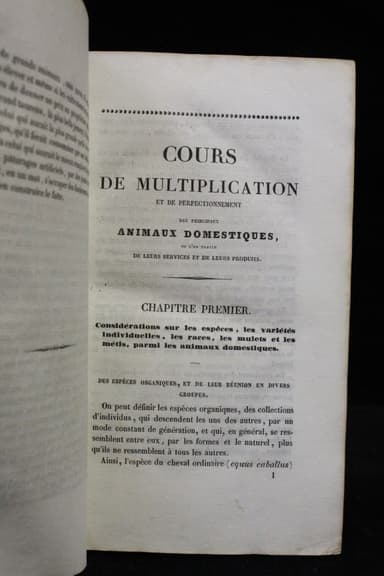 de grands animaux
COURS
DE MULTIPLICATION
ET DE PERFECTIONNEMENT
DES PRINCIPAUX
ANIMAUX DOMESTIQUES,
OU L'ON TRAITE
DE LEURS SERVICES ET DE LEURS PRODUITS.
CHAPITRE PREMIER.
Considérations sur les espèces, les variétés
individuelles, les races, les mulets et les
métis, parmi les animaux domestiques.
DES ESPÈCES ORGANIQUES, ET DE LEUR RÉUNION EN DIVERS
GROUPES.
On peut définir les espèces organiques, des collections
d'individus, qui descendent les uns des autres, par un
mode constant de génération, et qui, en général, se res-
semblent entre eux, par les formes et le naturel, plus
qu'ils ne ressemblent à tous les autres.
Ainsi, l'espèce du cheval ordinaire (equus caballus)
1